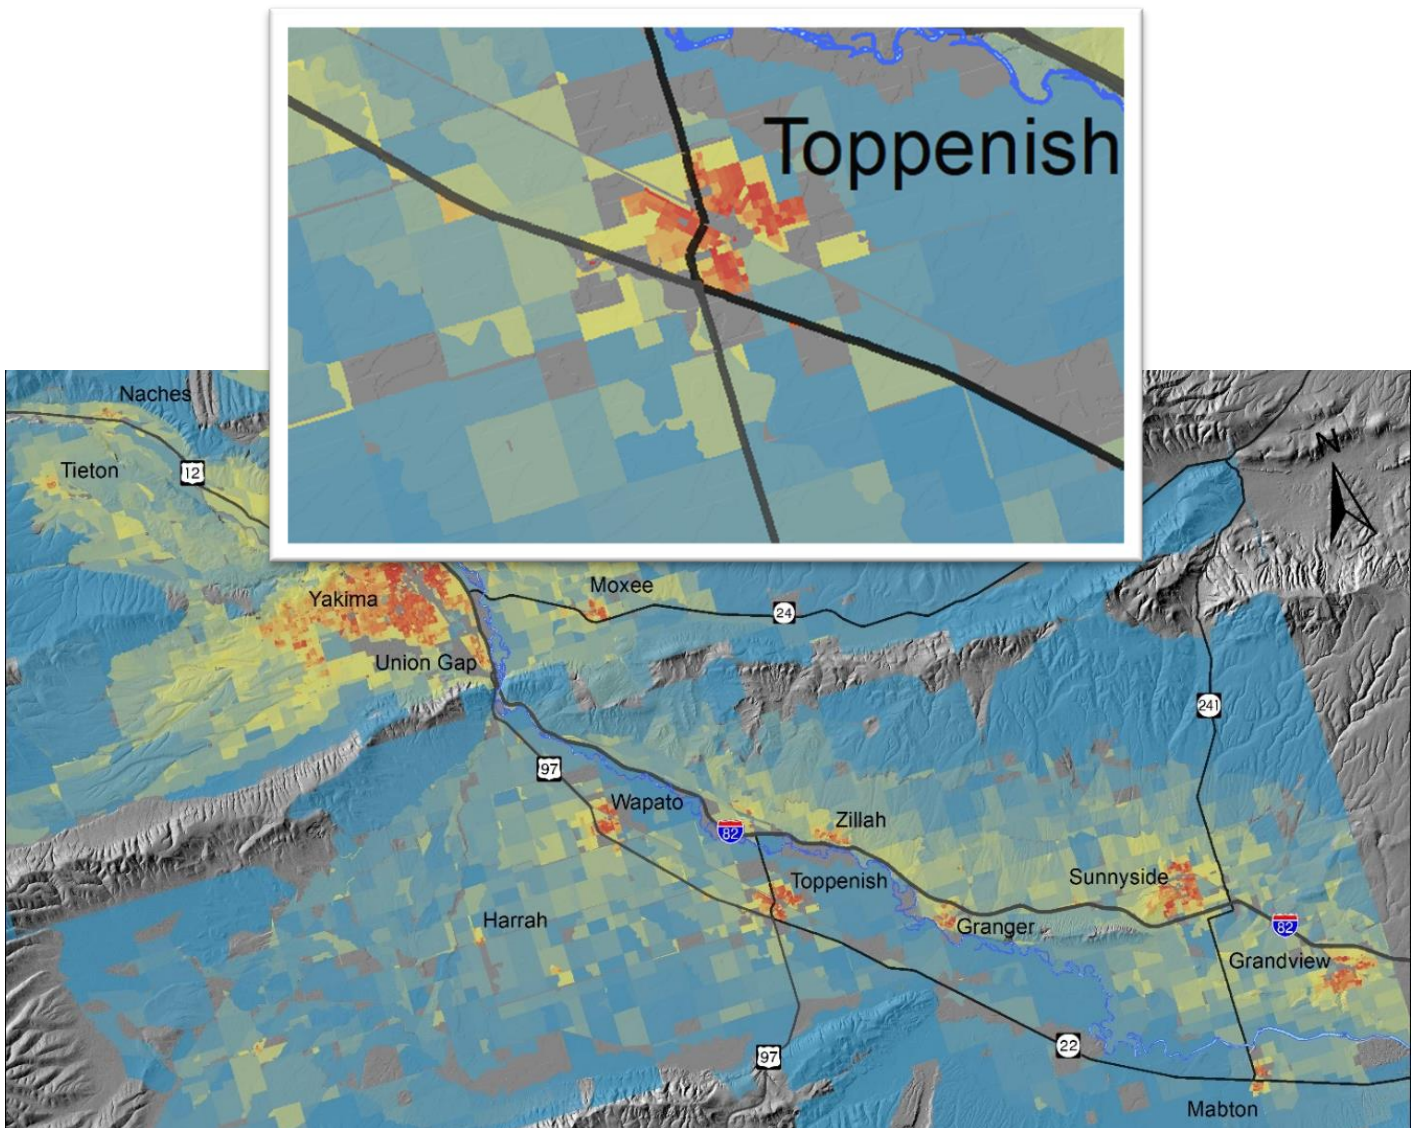 Toppenish
Naches
Tieton
12
N
Yakima
Moxee
24
Union Gap
241
97
Wapato
82
Zillah
Toppenish
Sunnyside
Harrah
Granger
82
Grandview
97
22
Mabton